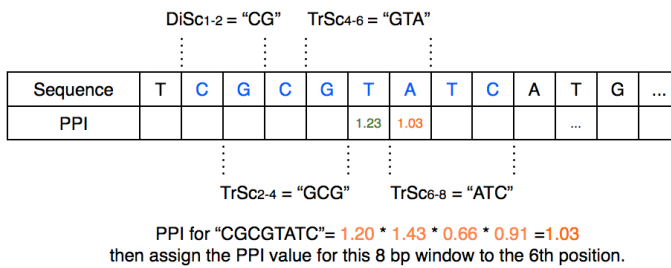 DiSc1-2 = “CG” TrSc4-6 = “GTA”
Sequence T C G C G T A T C A T G ...
PPI 1.23 1.03 ...
TrSc2-4 = “GCG” TrSc6-8 = “ATC”
PPI for “CGCGTATC”= 1.20 * 1.43 * 0.66 * 0.91 =1.03
then assign the PPI value for this 8 bp window to the 6th position.